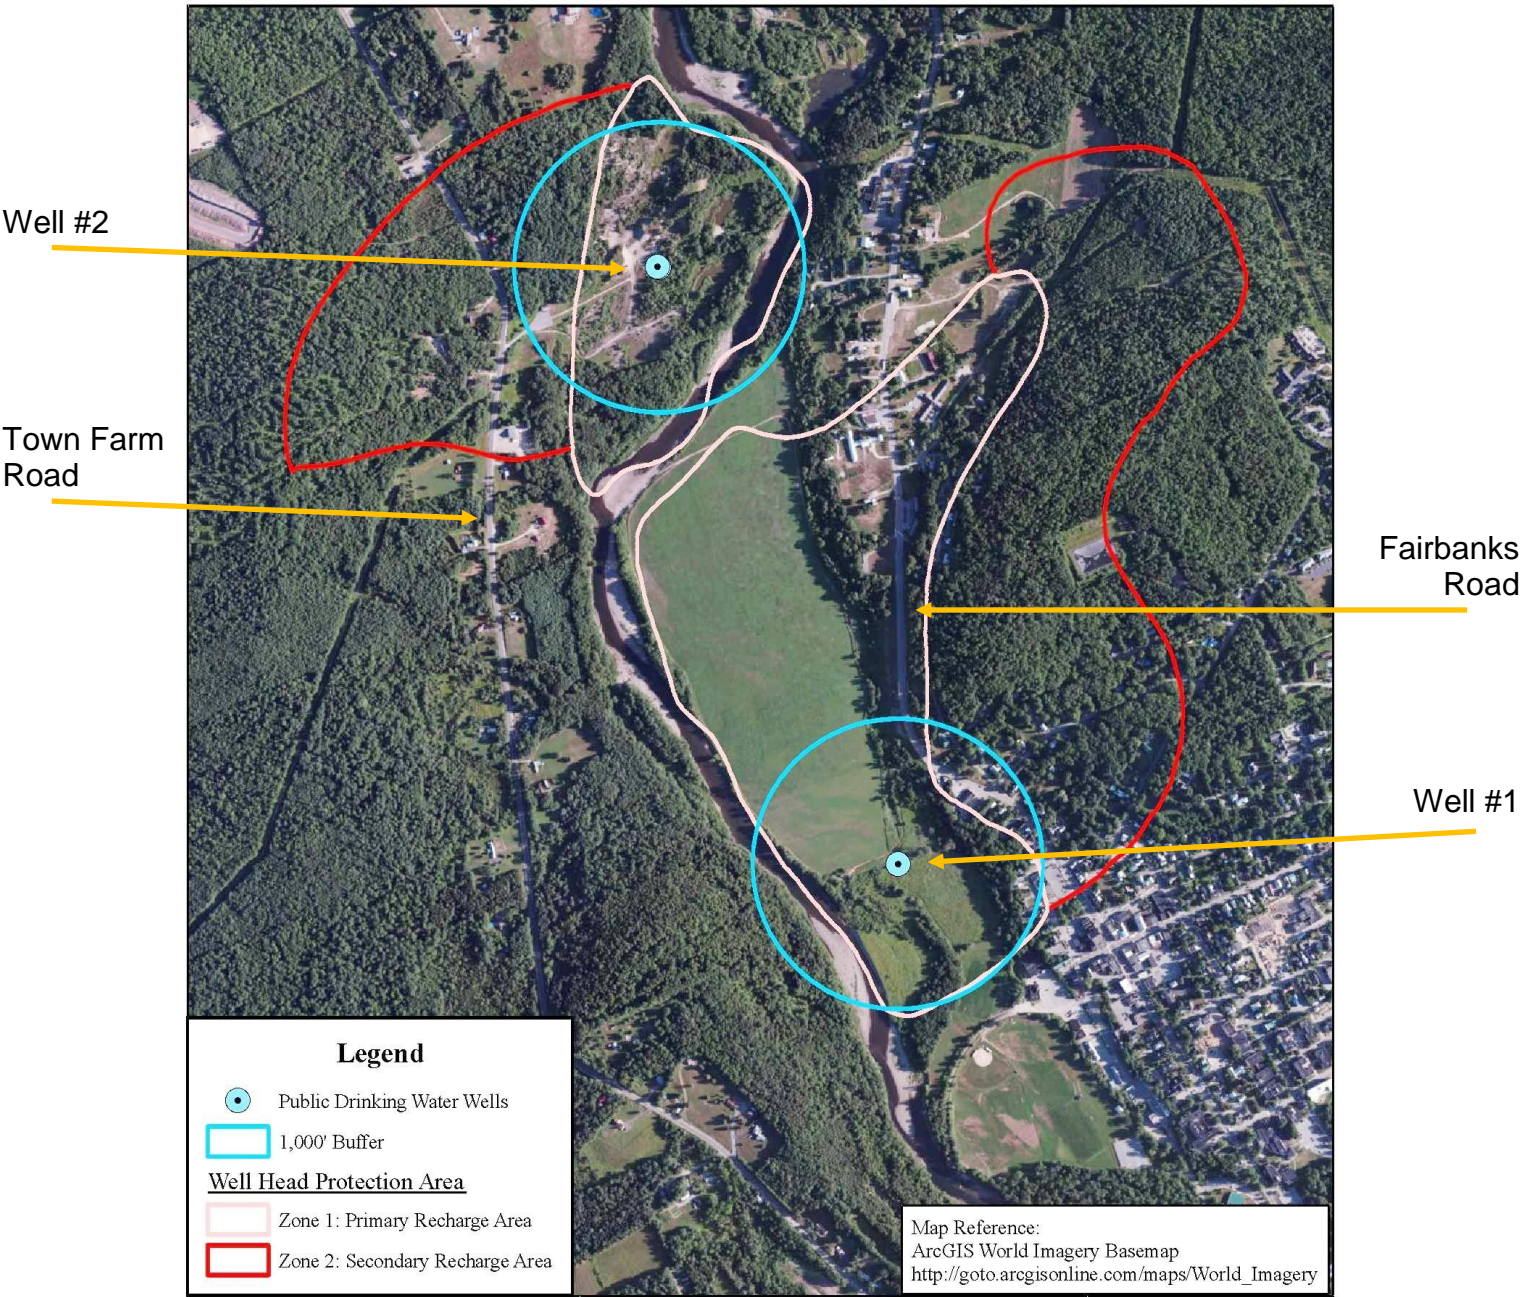 Well #2
Town Farm
Road
Fairbanks
Road
Well #1
Legend
Public Drinking Water Wells
1,000' Buffer
Well Head Protection Area
Zone 1: Primary Recharge Area
Zone 2: Secondary Recharge Area
Map Reference:
ArcGIS World Imagery Basemap
http://goto.arcgisonline.com/maps/World_Imagery